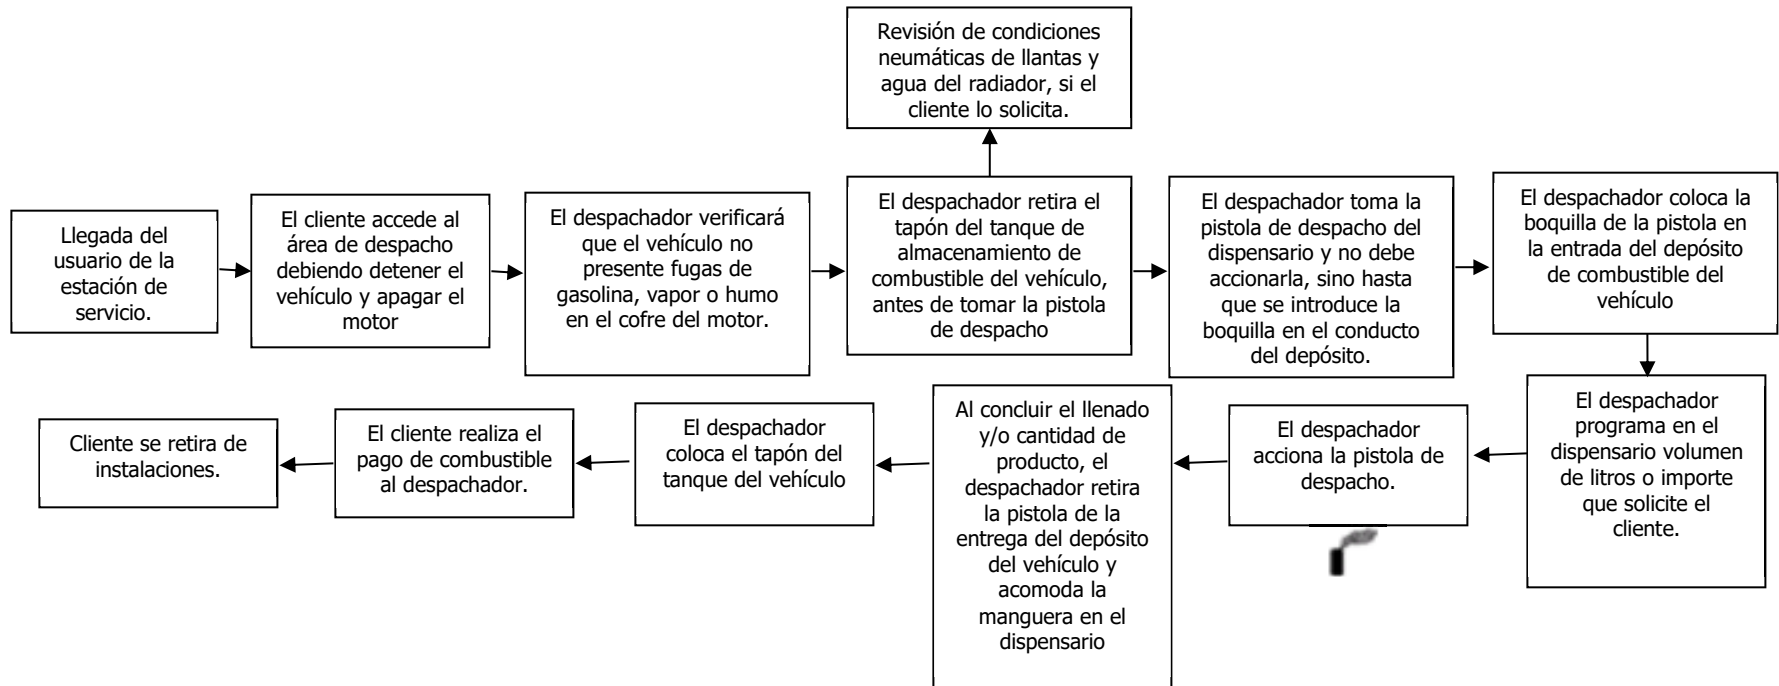 Revisión de condiciones
neumáticas de llantas y
agua del radiador, si el
cliente lo solicita.
Llegada del
usuario de la
estación de
servicio.
El cliente accede al
área de despacho
debiendo detener el
vehículo y apagar el
motor
El despachador verificará
que el vehículo no
presente fugas de
gasolina, vapor o humo
en el cofre del motor.
El despachador retira el
tapón del tanque de
almacenamiento de
combustible del vehículo,
antes de tomar la pistola
de despacho
El despachador toma la
pistola de despacho del
dispensario y no debe
accionarla, sino hasta
que se introduce la
boquilla en el conducto
del depósito.
El despachador coloca la
boquilla de la pistola en
la entrada del depósito
de combustible del
vehículo
El despachador
programa en el
dispensario volumen
de litros o importe
que solicite el
cliente.
El despachador
acciona la pistola de
despacho.
Al concluir el llenado
y/o cantidad de
producto, el
despachador retira
la pistola de la
entrega del depósito
del vehículo y
acomoda la
manguera en el
dispensario
El despachador
coloca el tapón del
tanque del vehículo
El cliente realiza el
pago de combustible
al despachador.
Cliente se retira de
instalaciones.